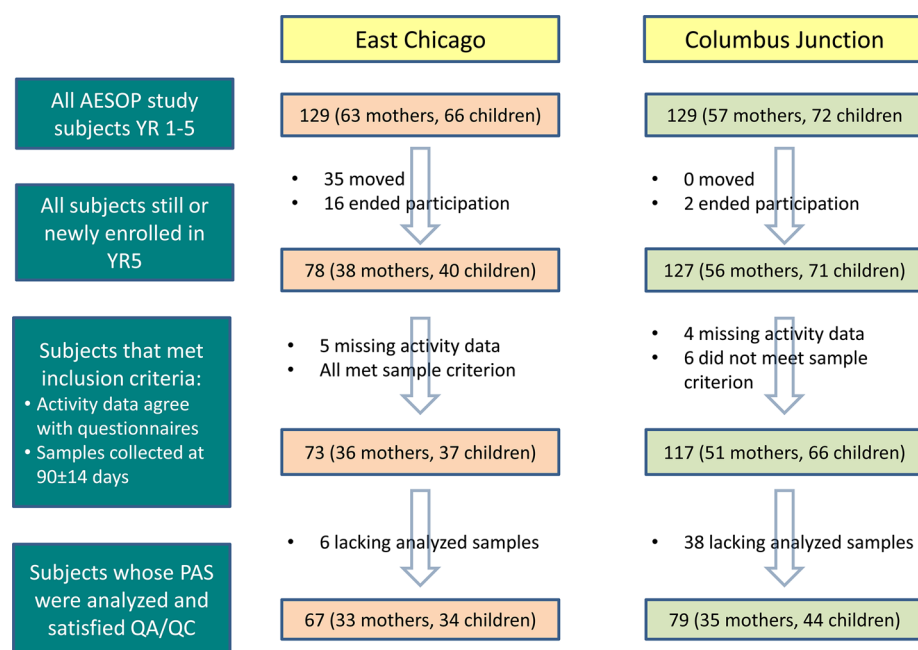 East Chicago
Columbus Junction
All AESOP study
subjects YR 1-5
129 (63 mothers, 66 children)
129 (57 mothers, 72 children
• 35 moved
• 16 ended participation
• 0 moved
• 2 ended participation
All subjects still or
newly enrolled in
YR5
78 (38 mothers, 40 children)
127 (56 mothers, 71 children)
Subjects that met
inclusion criteria:
• Activity data agree
with questionnaires
• Samples collected at
90±14 days
• 5 missing activity data
• All met sample criterion
• 4 missing activity data
• 6 did not meet sample
criterion
73 (36 mothers, 37 children)
117 (51 mothers, 66 children)
• 6 lacking analyzed samples
• 38 lacking analyzed samples
Subjects whose PAS
were analyzed and
satisfied QA/QC
67 (33 mothers, 34 children)
79 (35 mothers, 44 children)